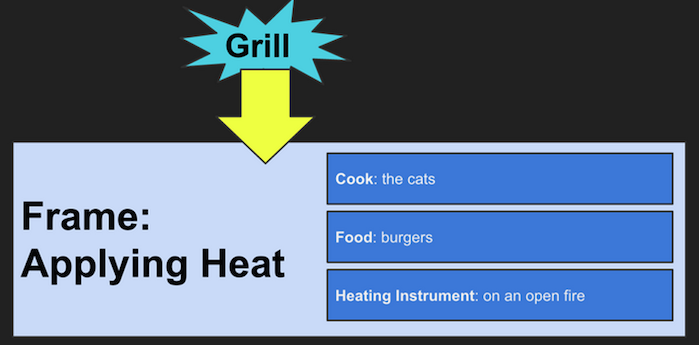 Grill
Frame:
Applying Heat
Cook: the cats
Food: burgers
Heating Instrument: on an open fire